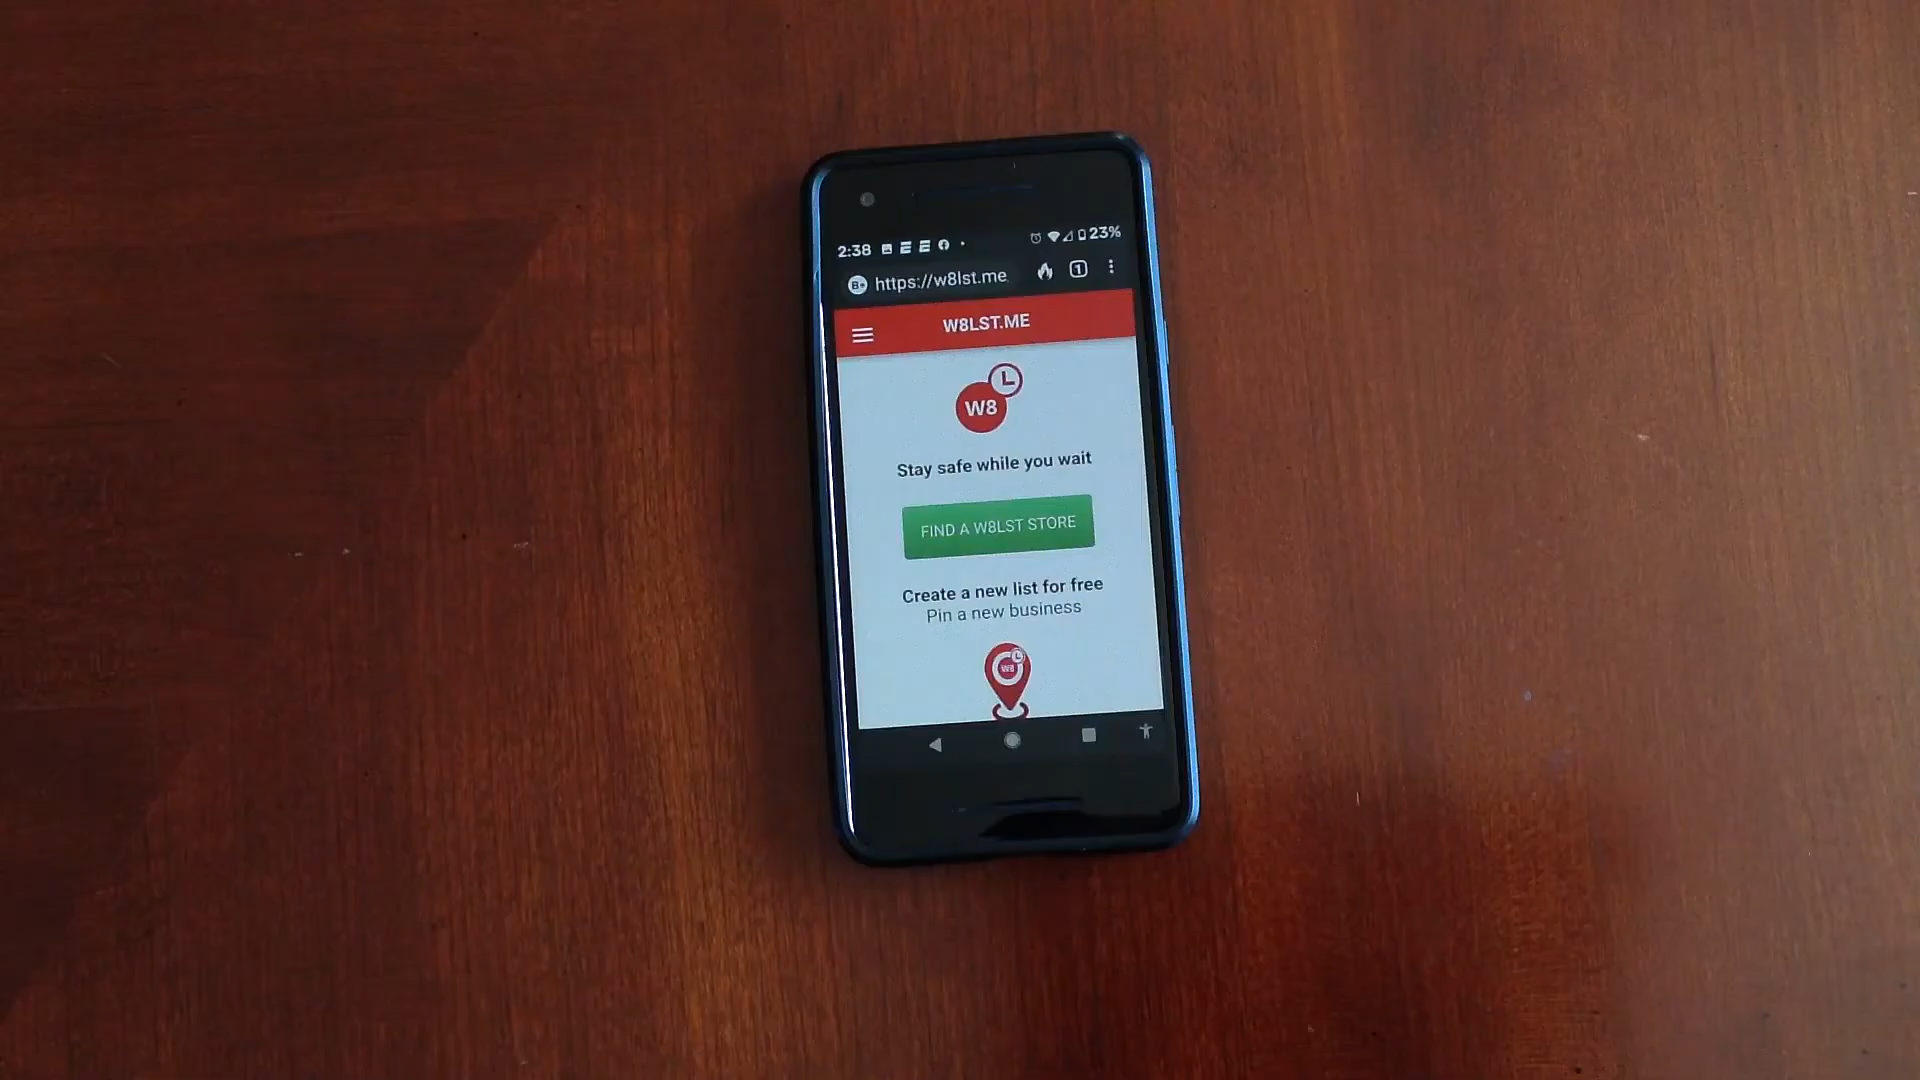 2:38 23%
B+ https://w8lst.me 1
W8LST.ME
W8
Stay safe while you wait
FIND A W8LST STORE
Create a new list for free
Pin a new business
W8